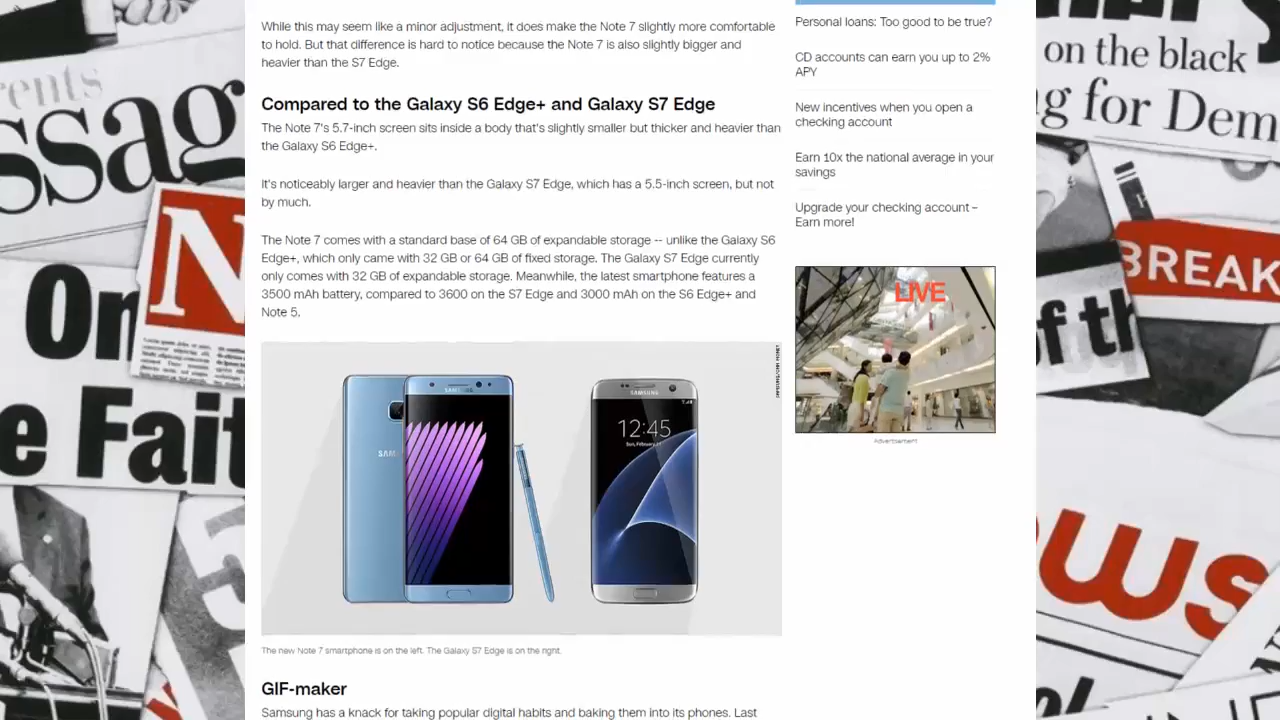 While this may seem like a minor adjustment, it does make the Note 7 slightly more comfortable
to hold. But that difference is hard to notice because the Note 7 is also slightly bigger and
heavier than the S7 Edge.
Compared to the Galaxy S6 Edge+ and Galaxy S7 Edge
The Note 7's 5.7-inch screen sits inside a body that's slightly smaller but thicker and heavier than
the Galaxy S6 Edge+.
It's noticeably larger and heavier than the Galaxy S7 Edge, which has a 5.5-inch screen, but not
by much.
The Note 7 comes with a standard base of 64 GB of expandable storage -- unlike the Galaxy S6
Edge+, which only came with 32 GB or 64 GB of fixed storage. The Galaxy S7 Edge currently
only comes with 32 GB of expandable storage. Meanwhile, the latest smartphone features a
3500 mAh battery, compared to 3600 on the S7 Edge and 3000 mAh on the S6 Edge+ and
Note 5.
SAMSUNG/CNN MONEY
SAMSUNG
SAM
SAMSUNG
12:45
Sun, February
The new Note 7 smartphone is on the left. The Galaxy S7 Edge is on the right.
GIF-maker
Samsung has a knack for taking popular digital habits and baking them into its phones. Last
Personal loans: Too good to be true?
CD accounts can earn you up to 2%
APY
New incentives when you open a
checking account
Earn 10x the national average in your
savings
Upgrade your checking account –
Earn more!
LIVE
Advertisement
rents
ssag
N
On
e Fait
5
on the black
g for Dem
BREAK
f th
ws